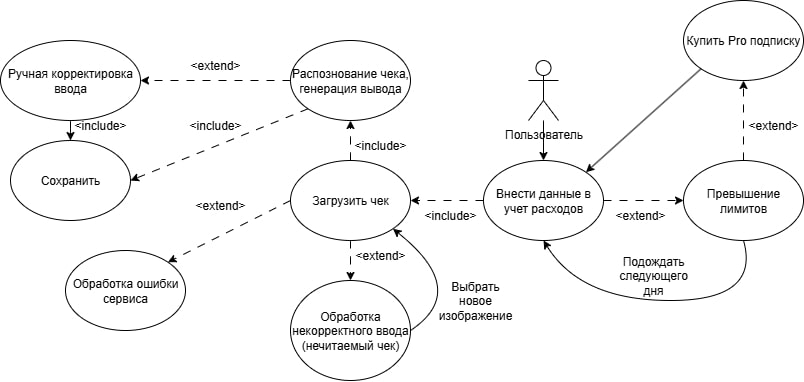 Купить Pro подписку
<extend>
Ручная корректировка
ввода
<extend>
Распознование чека,
генерация вывода
<include>
<include>
Пользователь
<include>
Сохранить
<extend>
Загрузить чек
<include>
Внести данные в
учет расходов
<extend>
Превышение
лимитов
Обработка ошибки
сервиса
<extend>
Выбрать
новое
изображение
Подождать
следующего
дня
Обработка
некорректного ввода
(нечитаемый чек)